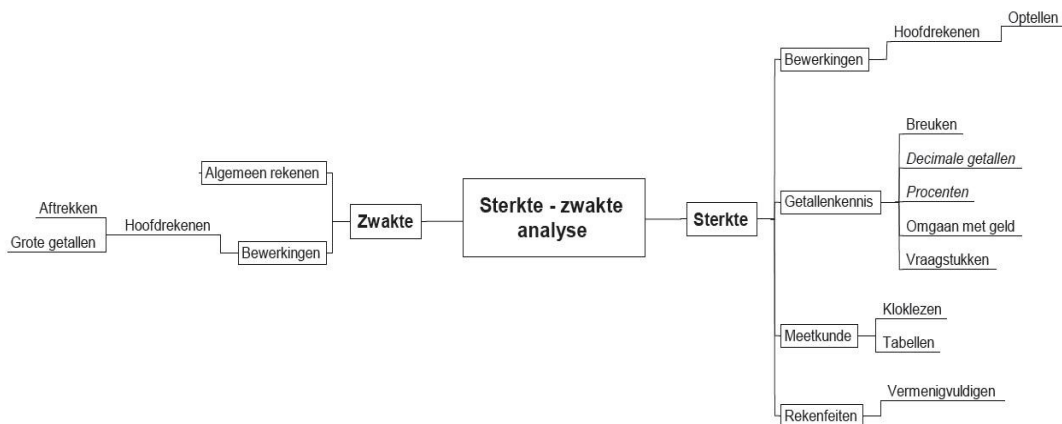 Optellen
Hoofdrekenen
Bewerkingen
Breuken
Decimale getallen
Procenten
Getallenkennis
Omgaan met geld
Vraagstukken
Kloklezen
Meetkunde
Tabellen
Vermenigvuldigen
Rekenfeiten
Sterkte
Sterkte - zwakte
analyse
Zwakte
Algemeen rekenen
Bewerkingen
Hoofdrekenen
Aftrekken
Grote getallen